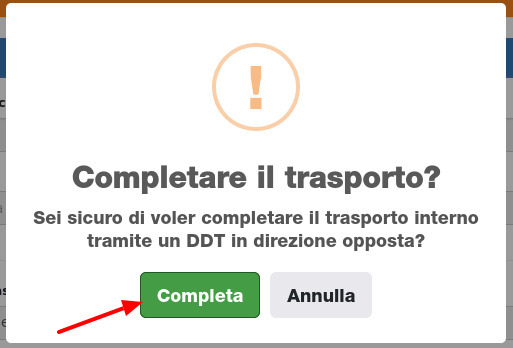 !
Completare il trasporto?
Sei sicuro di voler completare il trasporto interno
tramite un DDT in direzione opposta?
Completa
Annulla